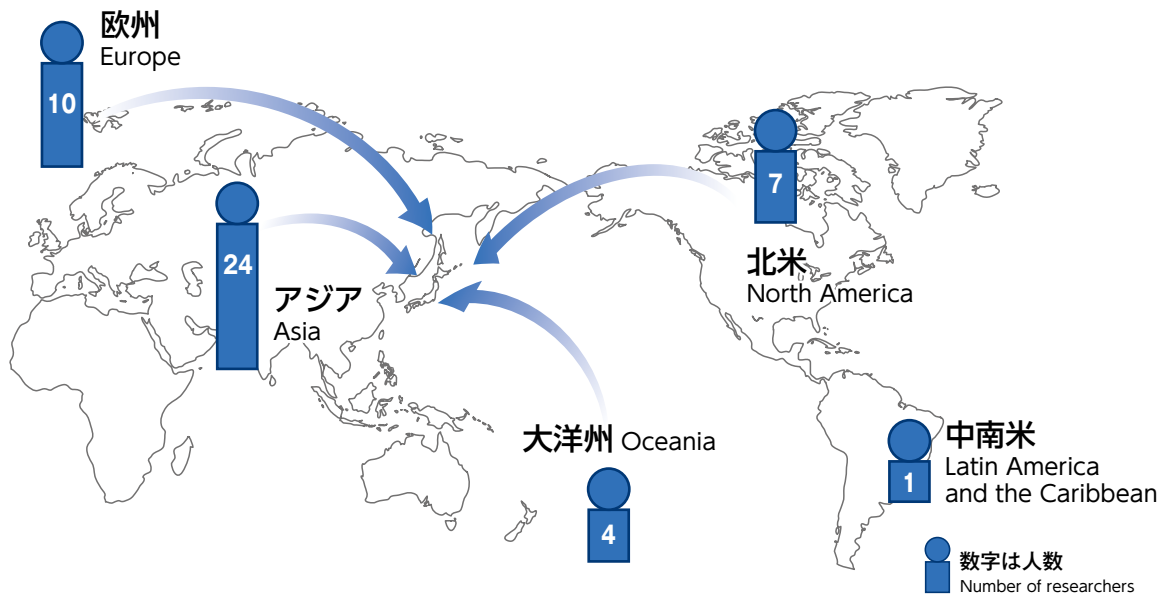 欧州
Europe
10
24
アジア
Asia
7
北米
North America
大洋州 Oceania
4
中南米
Latin America
and the Caribbean
1
数字は人数
Number of researchers